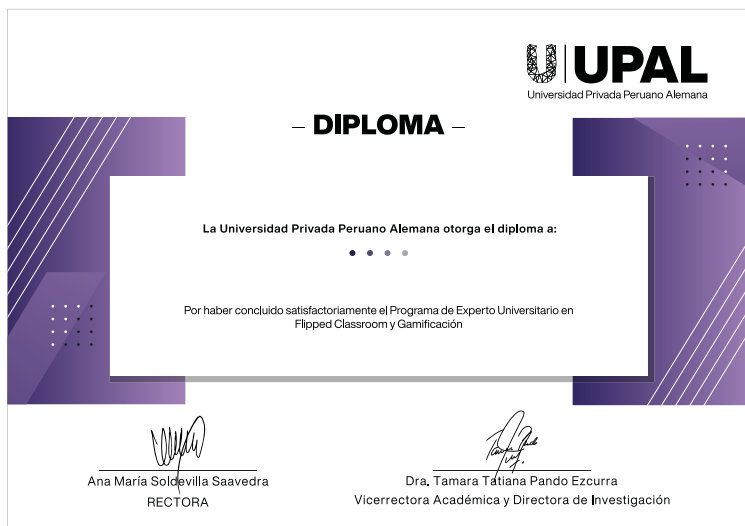 UPAL
Universidad Privada Peruano Alemana
– DIPLOMA –
La Universidad Privada Peruano Alemana otorga el diploma a:
Por haber concluido satisfactoriamente el Programa de Experto Universitario en
Flipped Classroom y Gamificación
Ana María Soldevilla Saavedra
RECTORA
Dra. Tamara Tatiana Pando Ezcurra
Vicerrectora Académica y Directora de Investigación